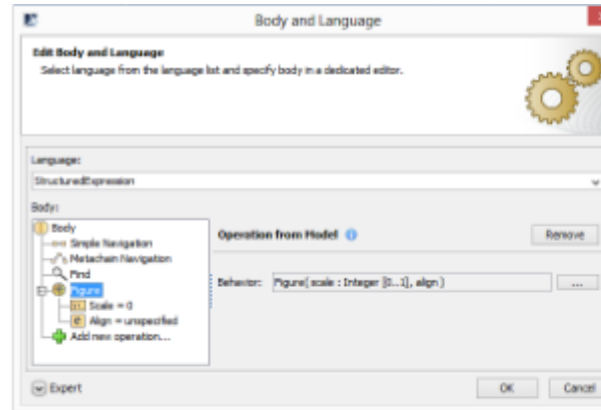 Body and Language
Edit Body and Language
Select language from the language list and specify body in a dedicated editor.
Language:
StructuredExpression
Body:
Body
Simple Navigation
Metachain Navigation
Find
Figure
Scale = 0
Align = unspecified
Add new operation...
Operation from Model
Remove
Behavior: Figure( scale : Integer [0...1], align )
...
Expert
OK
Cancel